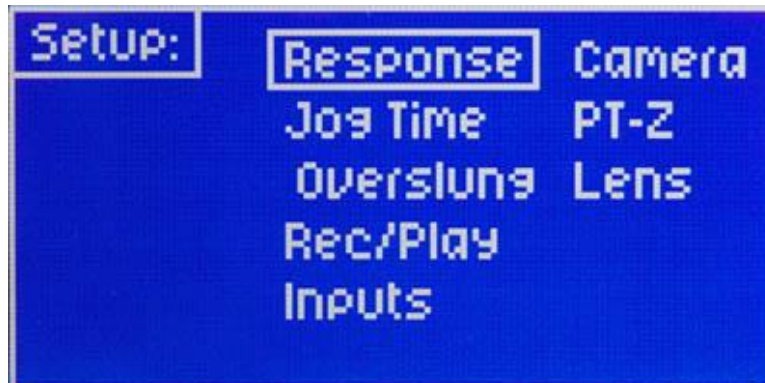 Setup:
Response Camera
Jog Time PT-Z
Overslung Lens
Rec/Play
Inputs